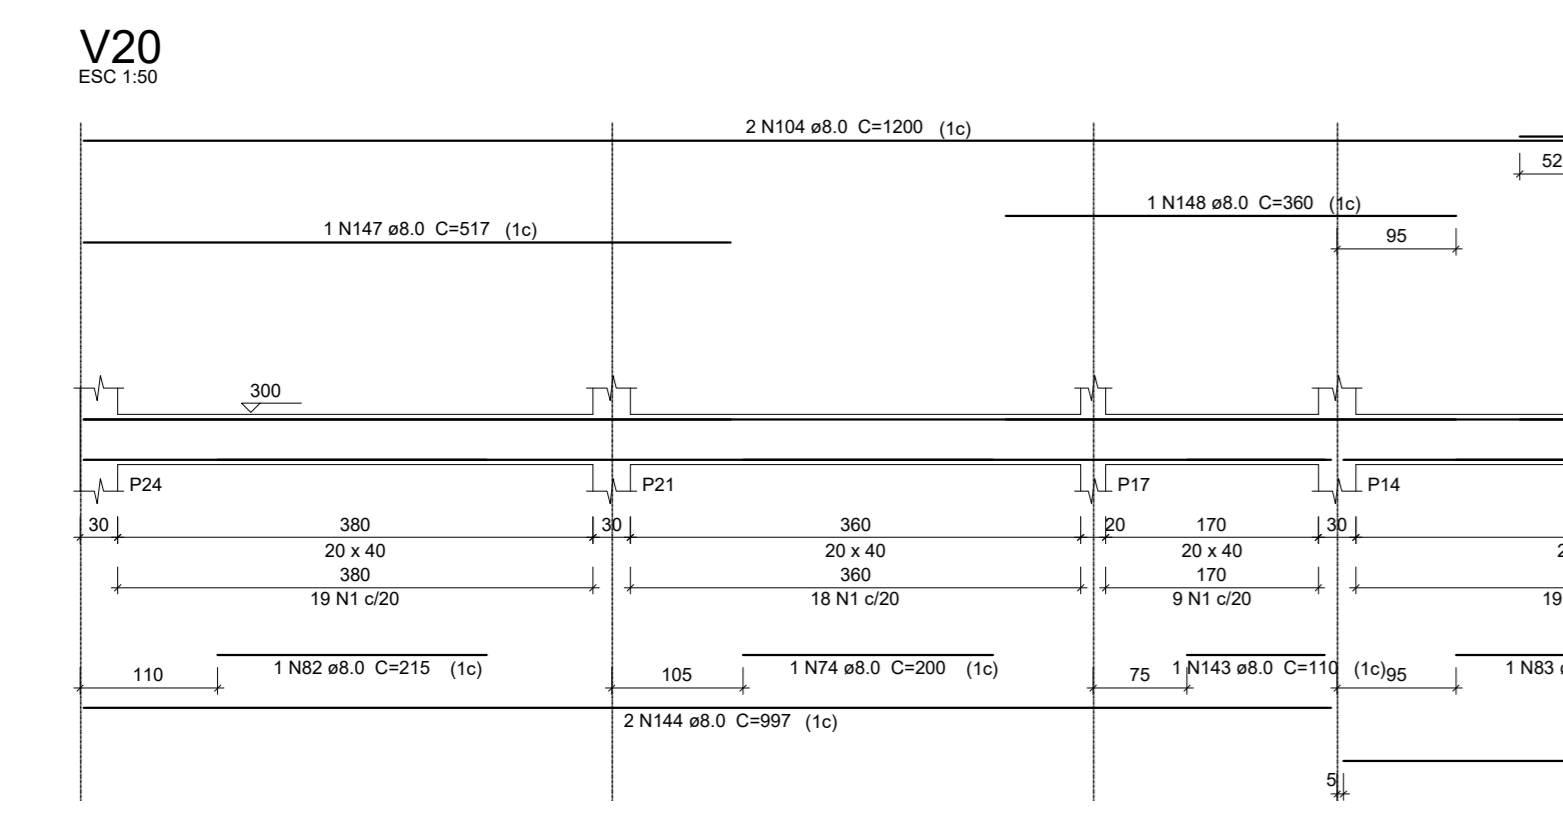 V20
ESC 1:50
2 N104 ø8.0 C=1200 (1c)
52
1 N148 ø8.0 C=360 (1c)
1 N147 ø8.0 C=517 (1c)
95
300
P24
P21
P17
P14
30 380 30 360 20 170 30
20 x 40 20 x 40 20 x 40 2
380 360 170
19 N1 c/20 18 N1 c/20 9 N1 c/20 19
110 1 N82 ø8.0 C=215 (1c) 105 1 N74 ø8.0 C=200 (1c) 75 1 N143 ø8.0 C=110 (1c) 95 1 N83 ø
2 N144 ø8.0 C=997 (1c)
5